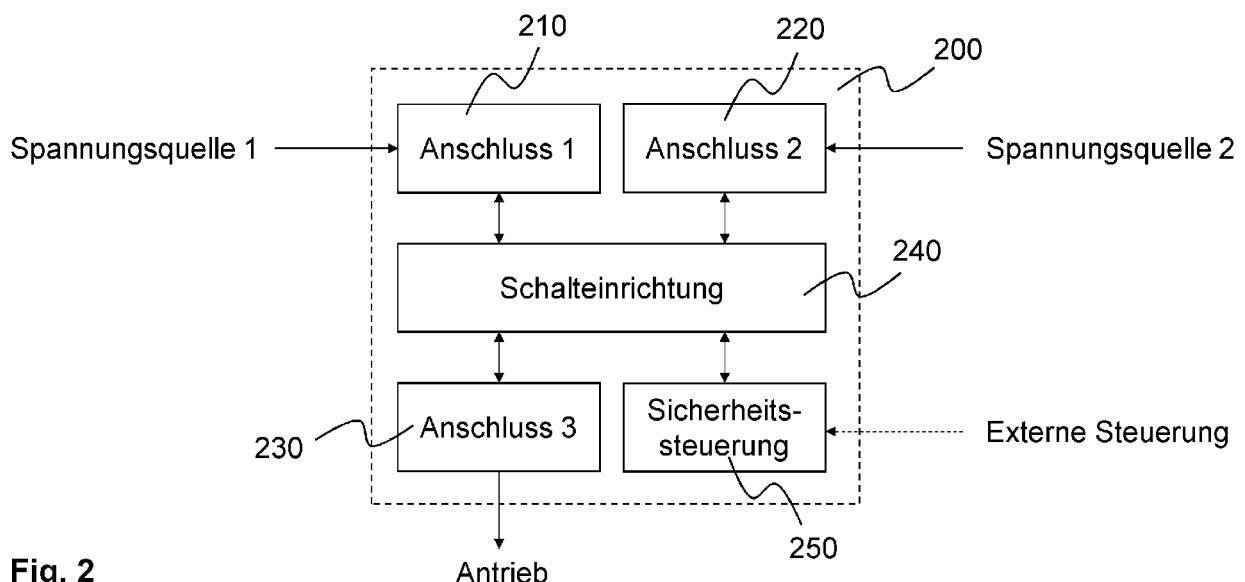 210
220
200
Spannungsquelle 1
Anschluss 1
Anschluss 2
Spannungsquelle 2
240
Schalteinrichtung
230
Anschluss 3
Sicherheits-
steuerung
Externe Steuerung
250
Fig. 2
Antrieb